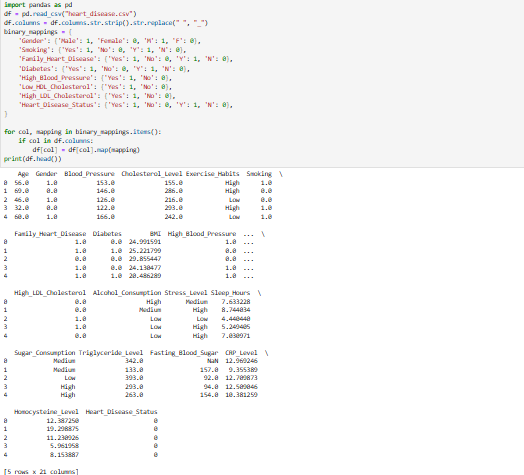 import pandas as pd
df = pd.read_csv("heart_disease.csv")
df.columns = df.columns.str.strip().str.replace(" ", "_")
binary_mappings = {
'Gender': {'Male': 1, 'Female': 0, 'M': 1, 'F': 0},
'Smoking': {'Yes': 1, 'No': 0, 'Y': 1, 'N': 0},
'Family_Heart_Disease': {'Yes': 1, 'No': 0, 'Y': 1, 'N': 0},
'Diabetes': {'Yes': 1, 'No': 0, 'Y': 1, 'N': 0},
'High_Blood_Pressure': {'Yes': 1, 'No': 0},
'Low_HDL_Cholesterol': {'Yes': 1, 'No': 0},
'High_LDL_Cholesterol': {'Yes': 1, 'No': 0},
'Heart_Disease_Status': {'Yes': 1, 'No': 0, 'Y': 1, 'N': 0},
}
for col, mapping in binary_mappings.items():
if col in df.columns:
df[col] = df[col].map(mapping)
print(df.head())
Age Gender Blood_Pressure Cholesterol_Level Exercise_Habits Smoking \
0 56.0 1.0 153.0 155.0 High 1.0
1 69.0 0.0 146.0 286.0 High 0.0
2 46.0 1.0 126.0 216.0 Low 0.0
3 32.0 0.0 122.0 293.0 High 1.0
4 60.0 1.0 166.0 242.0 Low 1.0
Family_Heart_Disease Diabetes BMI High_Blood_Pressure ... \
0 1.0 0.0 24.991591 1.0 ...
1 1.0 1.0 25.221799 0.0 ...
2 0.0 0.0 29.855447 0.0 ...
3 1.0 0.0 24.130477 1.0 ...
4 1.0 1.0 20.486289 1.0 ...
High_LDL_Cholesterol Alcohol_Consumption Stress_Level Sleep_Hours \
0 0.0 High Medium 7.633228
1 0.0 Medium High 8.744034
2 1.0 Low Low 4.440440
3 1.0 Low High 5.249405
4 0.0 Low High 7.030971
Sugar_Consumption Triglyceride_Level Fasting_Blood_Sugar CRP_Level \
0 Medium 342.0 NaN 12.969246
1 Medium 133.0 157.0 9.355389
2 Low 393.0 92.0 12.709873
3 High 293.0 94.0 12.509046
4 High 263.0 154.0 10.381259
Homocysteine_Level Heart_Disease_Status
0 12.387250 0
1 19.298875 0
2 11.230926 0
3 5.961958 0
4 8.153887 0
[5 rows x 21 columns]